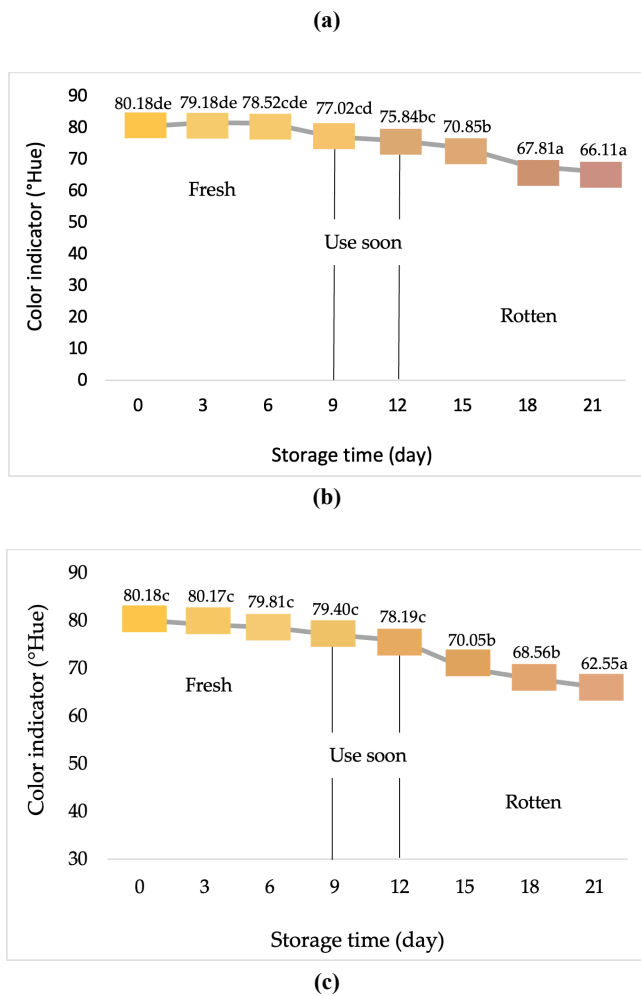 (a)
90
80
70
60
50
40
30
20
10
0
Color indicator (°Hue)
80.18de 79.18de 78.52cde 77.02cd 75.84bc 70.85b 67.81a 66.11a
Fresh
Use soon
Rotten
0 3 6 9 12 15 18 21
Storage time (day)
(b)
90
80
70
60
50
40
30
Color indicator (°Hue)
80.18c 80.17c 79.81c 79.40c 78.19c 70.05b 68.56b 62.55a
Fresh
Use soon
Rotten
0 3 6 9 12 15 18 21
Storage time (day)
(c)